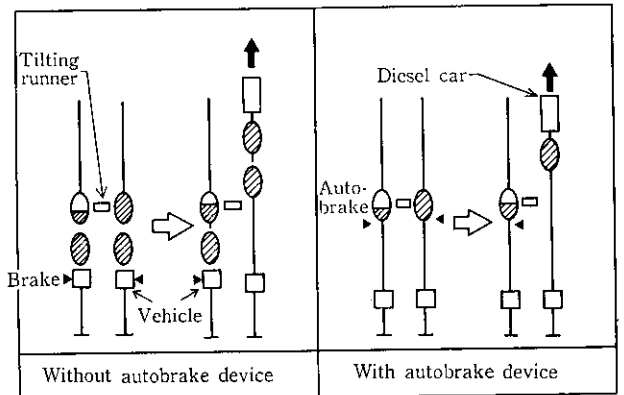 Tilting
runner
Brake
Vehicle
Without autobrake device
Diesel car
Auto-
brake
With autobrake device